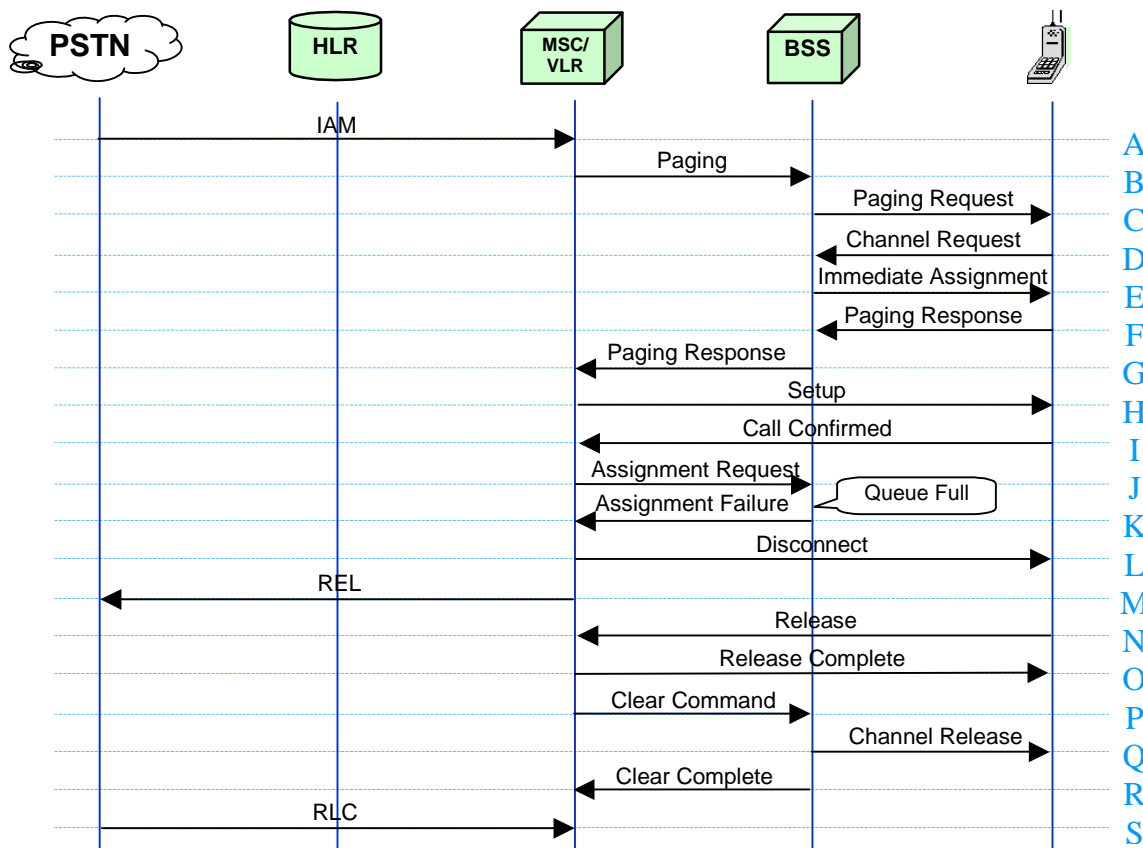 PSTN
HLR
MSC/
VLR
BSS
IAM
A
Paging
B
Paging Request
C
Channel Request
D
Immediate Assignment
E
Paging Response
F
Paging Response
G
Setup
H
Call Confirmed
I
Assignment Request
J
Queue Full
Assignment Failure
K
Disconnect
L
REL
M
Release
N
Release Complete
O
Clear Command
P
Channel Release
Q
Clear Complete
R
RLC
S